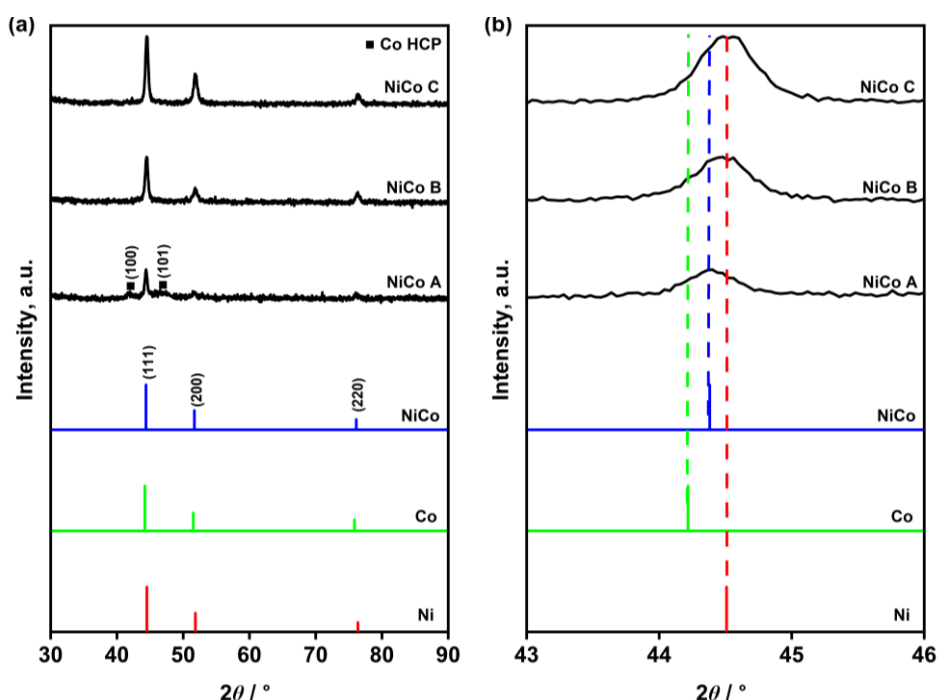 (a)
■ Co HCP
NiCo C
NiCo B
(100)
(101)
NiCo A
(111)
(200)
(220)
NiCo
Co
Ni
30 40 50 60 70 80 90
2θ / °
Intensity, a.u.
(b)
NiCo C
NiCo B
NiCo A
NiCo
Co
Ni
43 44 45 46
2θ / °
Intensity, a.u.